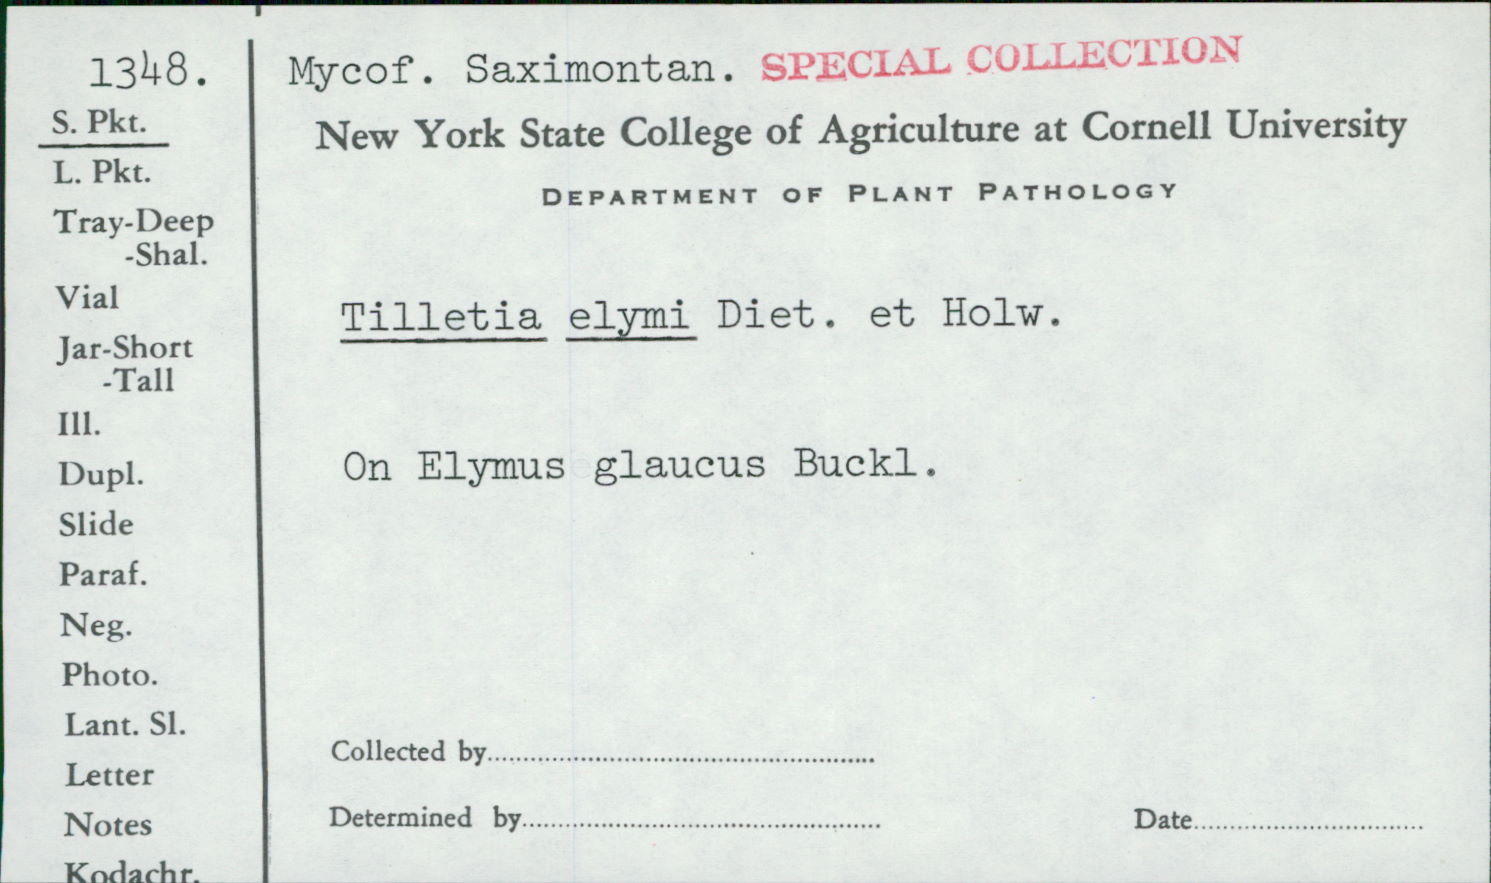 1348.
S. Pkt.
L. Pkt.
Tray-Deep
-Shal.
Vial
Jar-Short
-Tall
Ill.
Dupl.
Slide
Paraf.
Neg.
Photo.
Lant. Sl.
Letter
Notes
Kodachr.
Mycof. Saximontan. SPECIAL COLLECTION
New York State College of Agriculture at Cornell University
DEPARTMENT OF PLANT PATHOLOGY
Tilletia elymi Diet. et Holw.
On Elymus glaucus Buckl.
Collected by
Determined by
Date